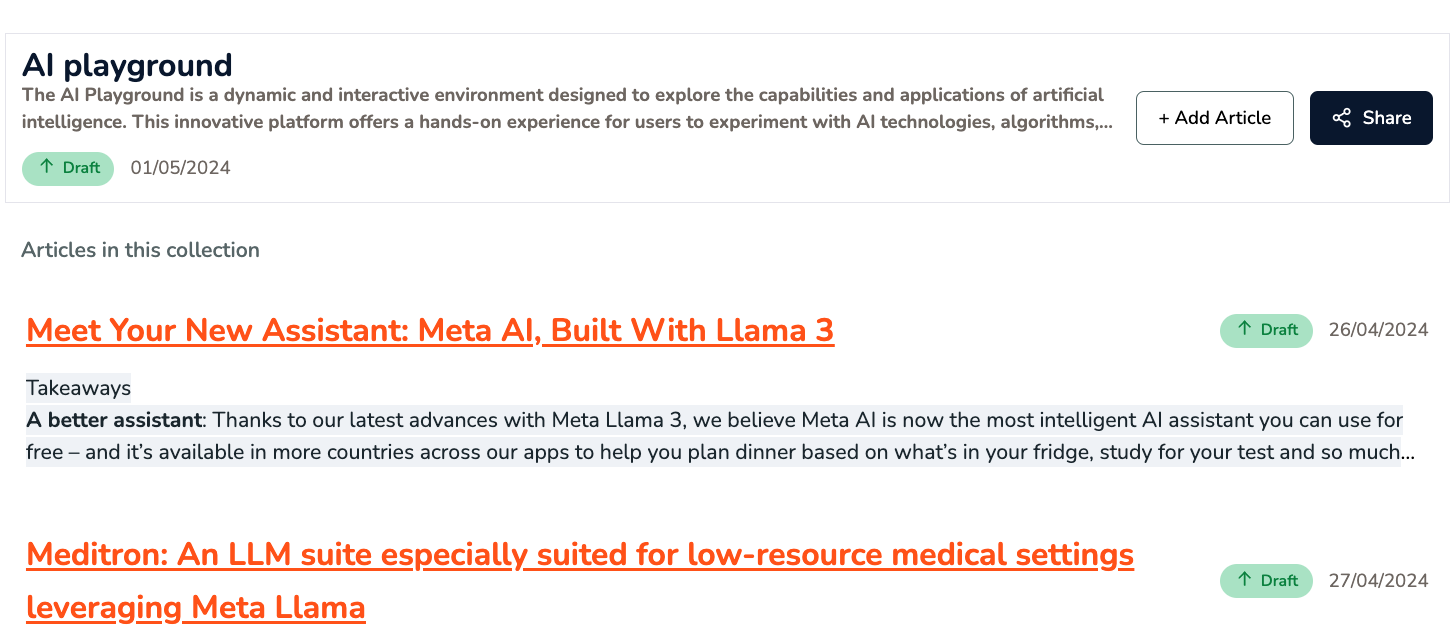 AI playground
The AI Playground is a dynamic and interactive environment designed to explore the capabilities and applications of artificial
intelligence. This innovative platform offers a hands-on experience for users to experiment with AI technologies, algorithms,...
+ Add Article
Share
Draft
01/05/2024
Articles in this collection
Meet Your New Assistant: Meta AI, Built With Llama 3
Draft
26/04/2024
Takeaways
A better assistant: Thanks to our latest advances with Meta Llama 3, we believe Meta AI is now the most intelligent AI assistant you can use for
free – and it’s available in more countries across our apps to help you plan dinner based on what’s in your fridge, study for your test and so much...
Meditron: An LLM suite especially suited for low-resource medical settings
leveraging Meta Llama
Draft
27/04/2024